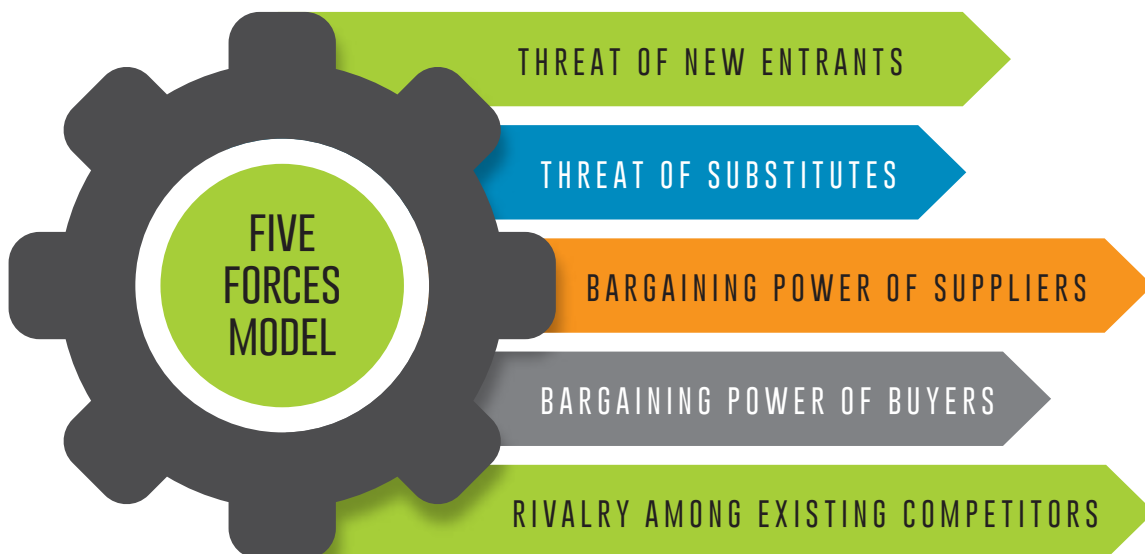 FIVE
FORCES
MODEL
THREAT OF NEW ENTRANTS
THREAT OF SUBSTITUTES
BARGAINING POWER OF SUPPLIERS
BARGAINING POWER OF BUYERS
RIVALRY AMONG EXISTING COMPETITORS